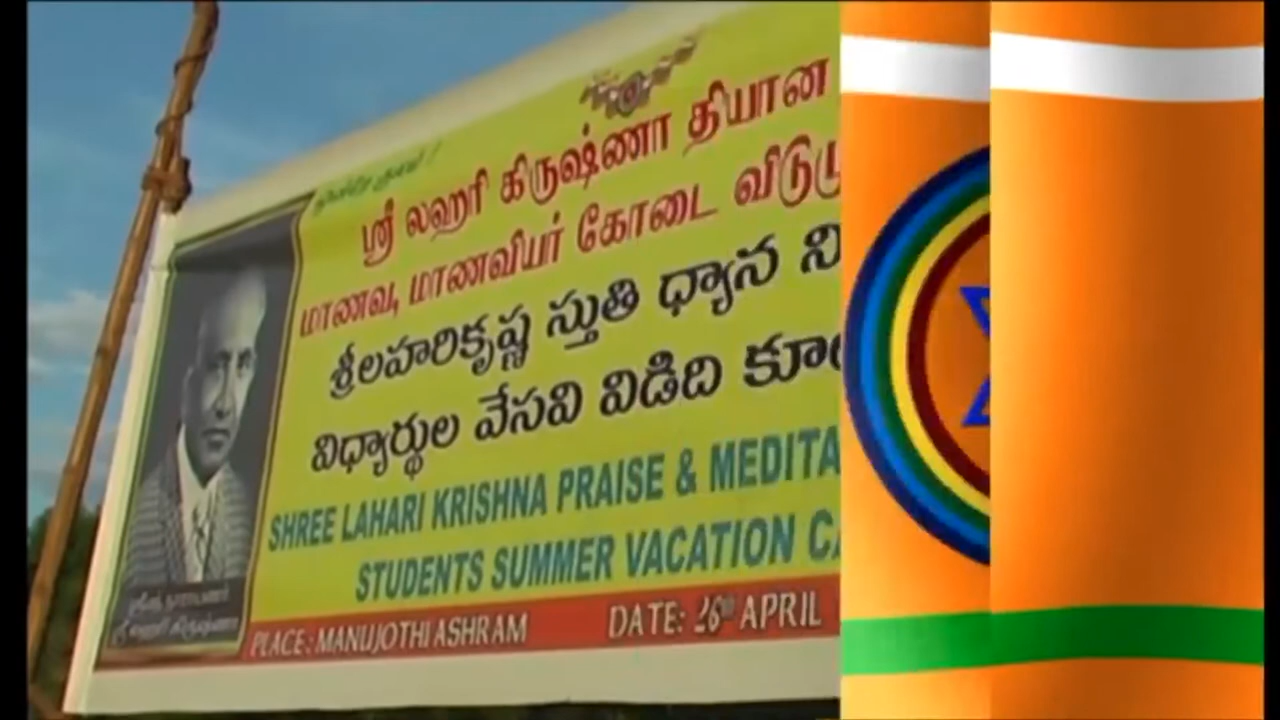 ஸ்ரீ லஹரி கிருஷ்ணா தியான
மாணவ, மாணவியர் கோடை விடுமு
శ్రీలహరికృష్ణ స్తుతి ధ్యాన ని
విధ్యార్థుల వేసవి విడిది కూ
SHREE LAHARI KRISHNA PRAISE & MEDITA
STUDENTS SUMMER VACATION CA
PLACE: MANUJOTHI ASHRAM DATE: 26th APRIL